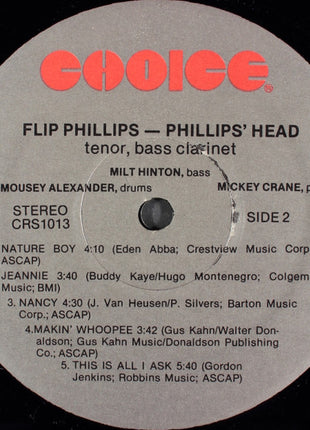 CHOICE
FLIP PHILLIPS — PHILLIPS' HEAD
tenor, bass clarinet
MILT HINTON, bass
MOUSEY ALEXANDER, drums MICKEY CRANE, p
STEREO
CRS1013 SIDE 2
NATURE BOY 4:10 (Eden Abba; Crestview Music Corp
ASCAP)
JEANNIE 3:40 (Buddy Kaye/Hugo Montenegro; Colgem
Music; BMI)
3. NANCY 4:30 (J. Van Heusen/P. Silvers; Barton Music
Corp.; ASCAP)
4.MAKIN' WHOOPEE 3:42 (Gus Kahn/Walter Don-
aldson; Gus Kahn Music/Donaldson Publishing
Co.; ASCAP)
5. THIS IS ALL I ASK 5:40 (Gordon
Jenkins; Robbins Music; ASCAP)